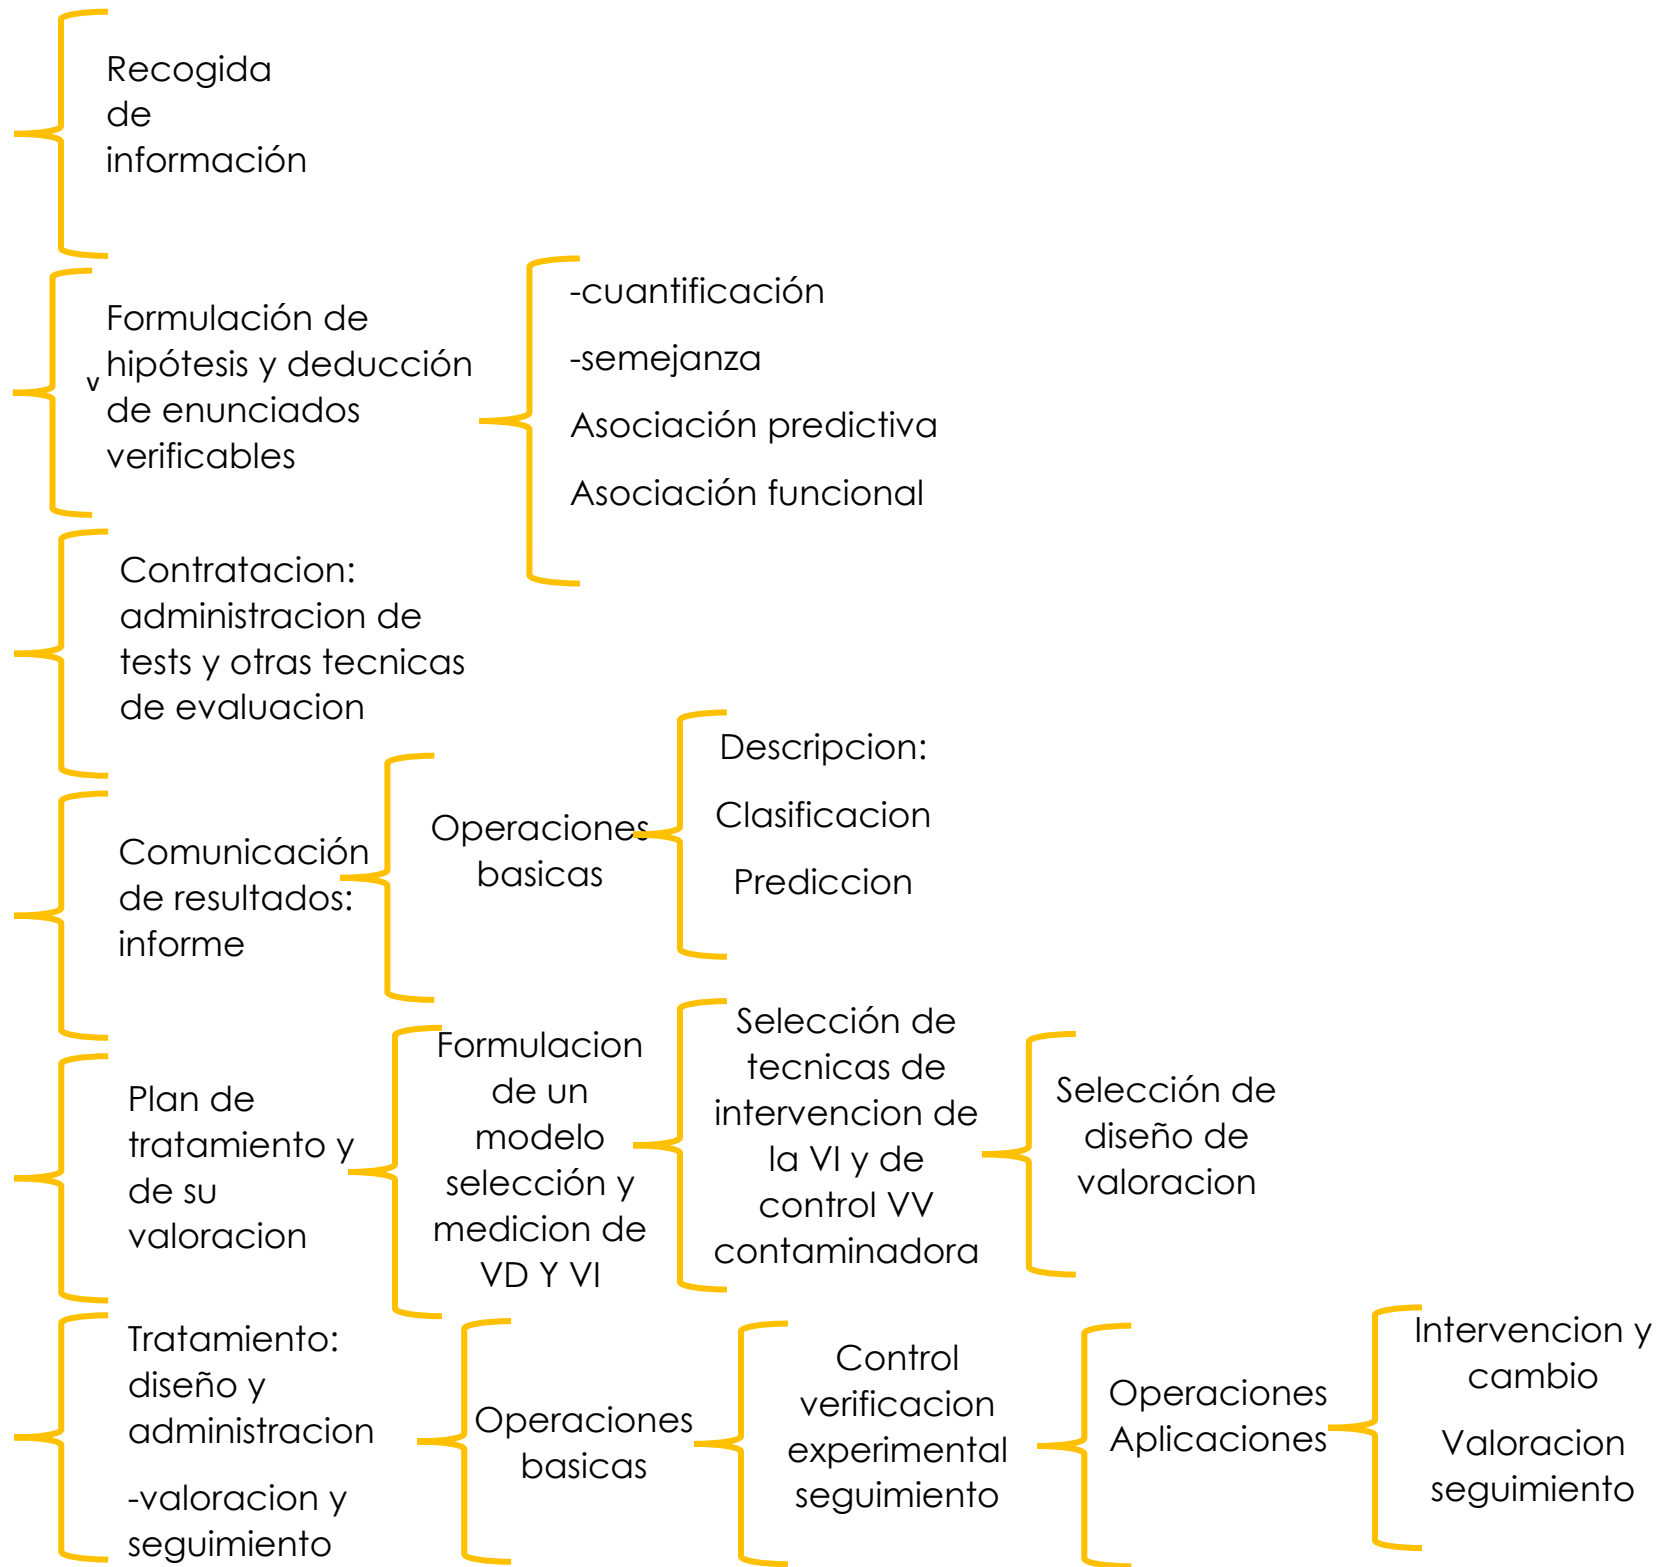 Recogida
de
información
Formulación de
hipótesis y deducción
de enunciados
verificables
v
-cuantificación
-semejanza
Asociación predictiva
Asociación funcional
Contratacion:
administracion de
tests y otras tecnicas
de evaluacion
Comunicación
de resultados:
informe
Operaciones
basicas
Descripcion:
Clasificacion
Prediccion
Plan de
tratamiento y
de su
valoracion
Formulacion
de un
modelo
selección y
medicion de
VD Y VI
Selección de
tecnicas de
intervencion de
la VI y de
control VV
contaminadora
Selección de
diseño de
valoracion
Tratamiento:
diseño y
administracion
-valoracion y
seguimiento
Operaciones
basicas
Control
verificacion
experimental
seguimiento
Operaciones
Aplicaciones
Intervencion y
cambio
Valoracion
seguimiento